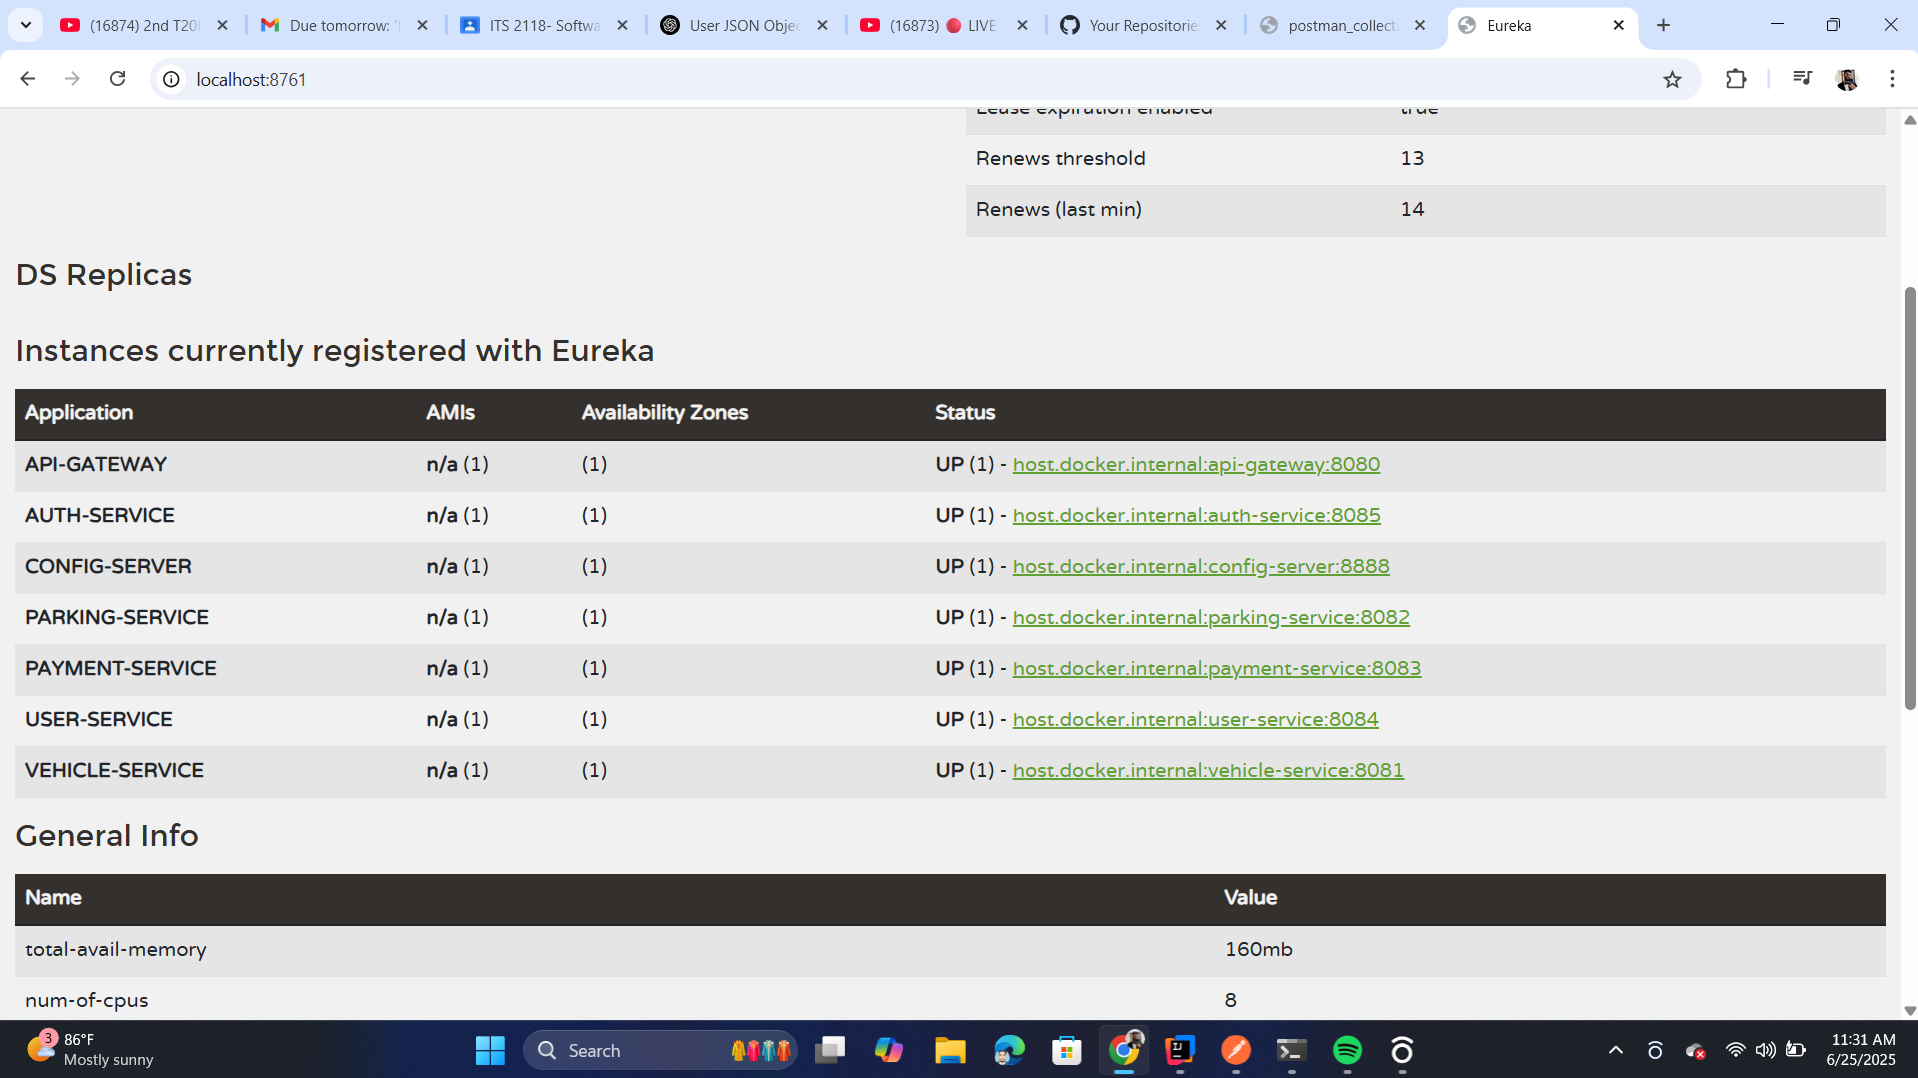 (16874) 2nd T20I
Due tomorrow: '
ITS 2118- Softwa
User JSON Objec
(16873) 🔴 LIVE
Your Repositorie
postman_collecti
Eureka
localhost:8761
Lease expiration enabled true
Renews threshold 13
Renews (last min) 14
DS Replicas
Instances currently registered with Eureka
Application AMIs Availability Zones Status
API-GATEWAY n/a (1) (1) UP (1) - host.docker.internal:api-gateway:8080
AUTH-SERVICE n/a (1) (1) UP (1) - host.docker.internal:auth-service:8085
CONFIG-SERVER n/a (1) (1) UP (1) - host.docker.internal:config-server:8888
PARKING-SERVICE n/a (1) (1) UP (1) - host.docker.internal:parking-service:8082
PAYMENT-SERVICE n/a (1) (1) UP (1) - host.docker.internal:payment-service:8083
USER-SERVICE n/a (1) (1) UP (1) - host.docker.internal:user-service:8084
VEHICLE-SERVICE n/a (1) (1) UP (1) - host.docker.internal:vehicle-service:8081
General Info
Name Value
total-avail-memory 160mb
num-of-cpus 8
3
86°F
Mostly sunny
Search
IJ
11:31 AM
6/25/2025